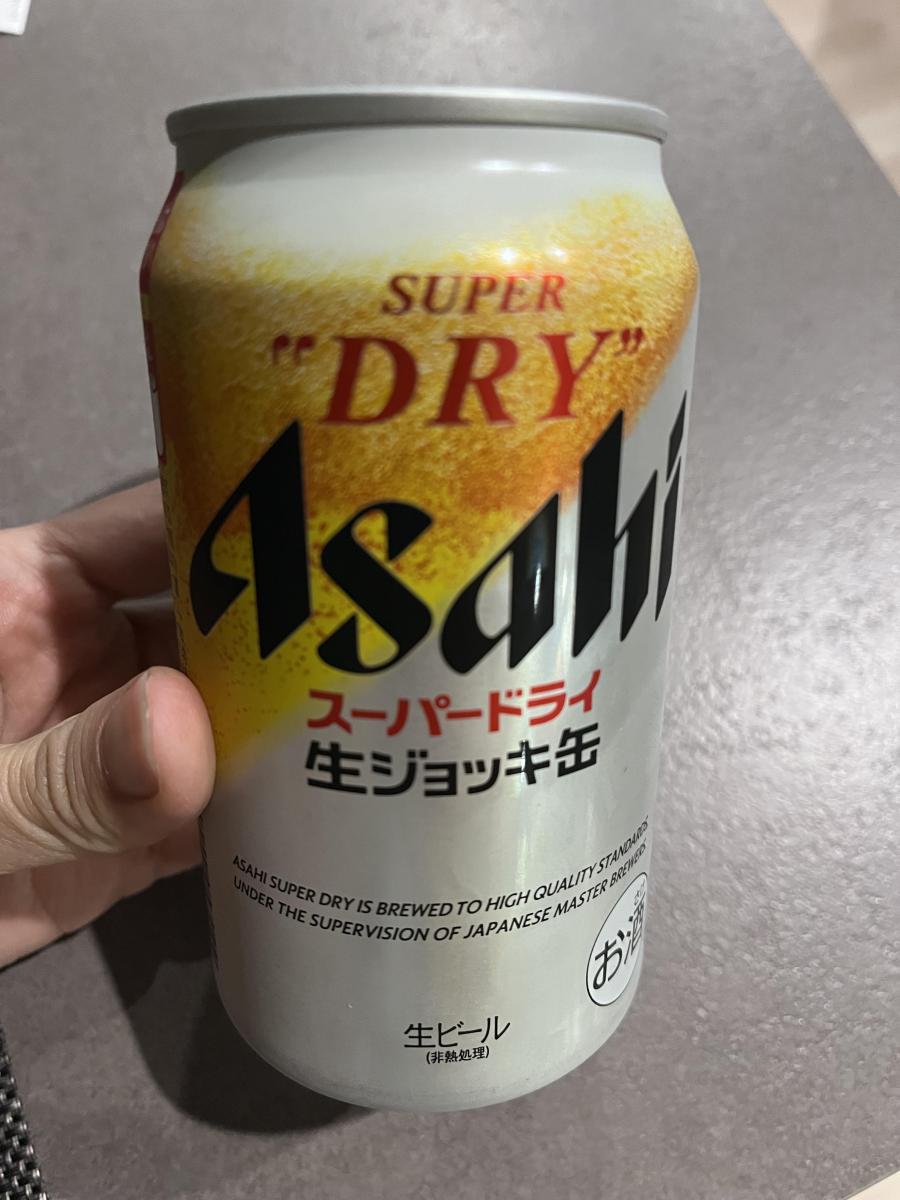 SUPER
"DRY"
Asahi
スーパードライ
生ジョッキ缶
ASAHI SUPER DRY IS BREWED TO HIGH QUALITY STANDARDS
UNDER THE SUPERVISION OF JAPANESE MASTER BREWERS.
お酒
生ビール
(非熱処理)